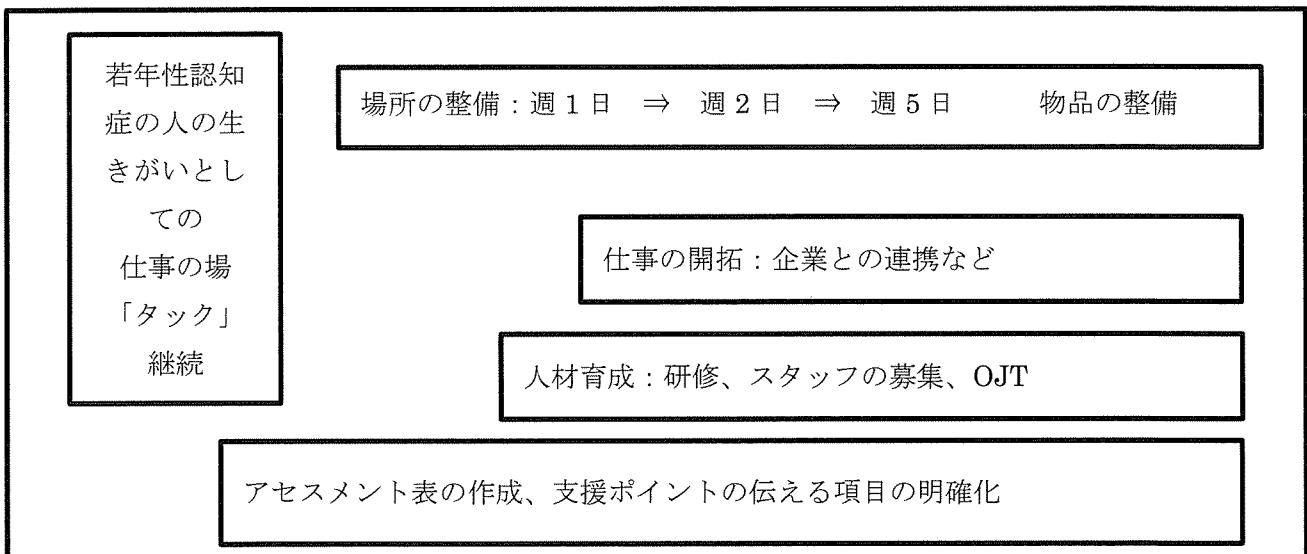 若年性認知
症の人の生
きがいとし
ての
仕事の場
「タック」
継続
場所の整備：週1日　⇒　週2日　⇒　週5日　　物品の整備
仕事の開拓：企業との連携など
人材育成：研修、スタッフの募集、OJT
アセスメント表の作成、支援ポイントの伝える項目の明確化